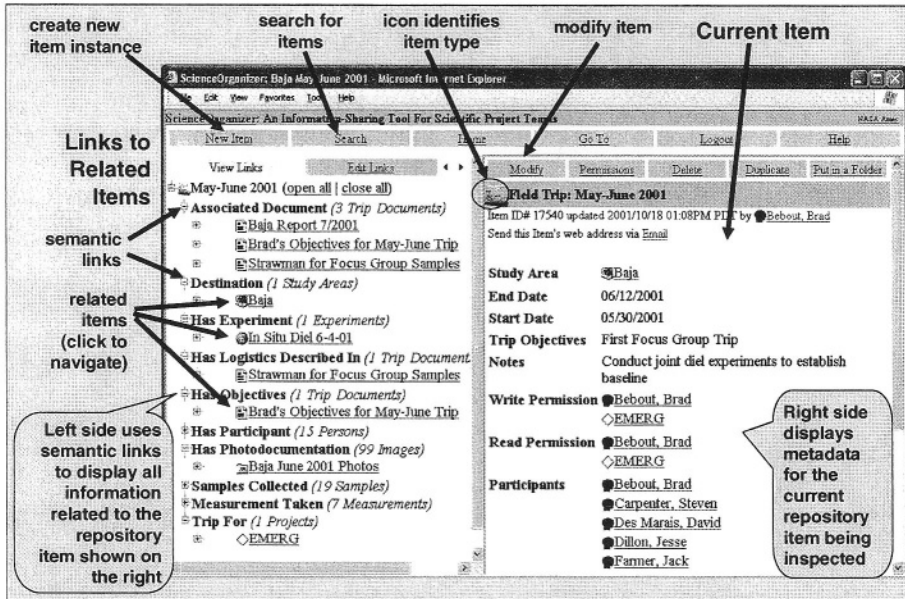 create new
item instance
search for
items
icon identifies
item type
modify item
Current Item
ScienceOrganizer: Baja May-June 2001 - Microsoft Internet Explorer
File Edit View Favorites Tools Help
ScienceOrganizer: An Information-Sharing Tool For Scientific Project Teams
NASA Ames
New Item Search Home Go To Logout Help
Links to
Related
Items
semantic
links
related
items
(click to
navigate)
Left side uses
semantic links
to display all
information
related to the
repository
item shown on
the right
View Links Edit Links
May-June 2001 (open all | close all)
Associated Document (3 Trip Documents)
Baja Report 7/2001
Brad's Objectives for May-June Trip
Strawman for Focus Group Samples
Destination (1 Study Areas)
Baja
Has Experiment (1 Experiments)
In Situ Diel 6-4-01
Has Logistics Described In (1 Trip Document
Strawman for Focus Group Samples
Has Objectives (1 Trip Documents)
Brad's Objectives for May-June Trip
Has Participant (15 Persons)
Has Photodocumentation (99 Images)
Baja June 2001 Photos
Samples Collected (19 Samples)
Measurement Taken (7 Measurements)
Trip For (1 Projects)
EMERG
Modify Permissions Delete Duplicate Put in a Folder
Field Trip: May-June 2001
Item ID# 17540 updated 2001/10/18 01:08PM PDT by Bebout, Brad
Send this Item's web address via Email
Study Area Baja
End Date 06/12/2001
Start Date 05/30/2001
Trip Objectives First Focus Group Trip
Notes Conduct joint diel experiments to establish
baseline
Write Permission Bebout, Brad
EMERG
Read Permission Bebout, Brad
EMERG
Participants Bebout, Brad
Carpenter, Steven
Des Marais, David
Dillon, Jesse
Farmer, Jack
Right side
displays
metadata
for the
current
repository
item being
inspected